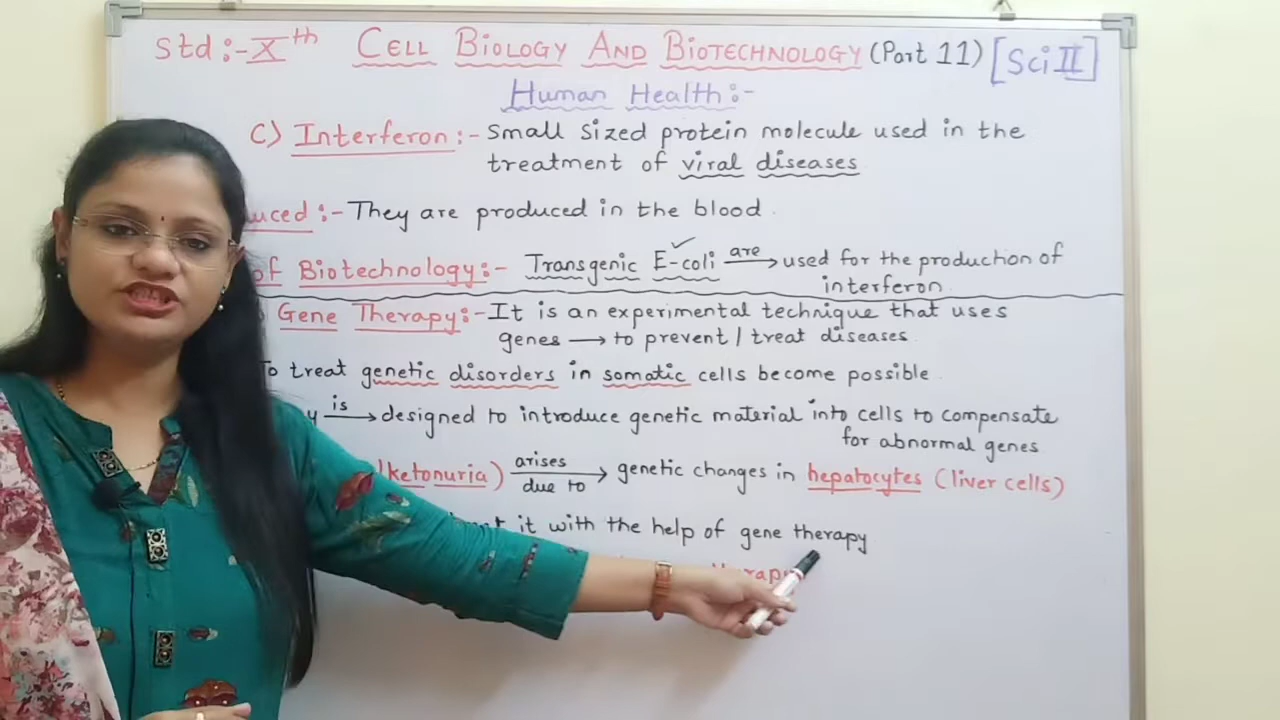 Std:- Xth CELL BIOLOGY AND BIOTECHNOLOGY (Part 11) [Sci II]
Human Health:-
C) Interferon:- Small sized protein molecule used in the
treatment of viral diseases
:- They are produced in the blood.
of Biotechnology:- Transgenic E-coli are → used for the production of
interferon.
Gene Therapy:- It is an experimental technique that uses
genes → to prevent / treat diseases.
To treat genetic disorders in somatic cells become possible.
is → designed to introduce genetic material into cells to compensate
for abnormal genes
ketonuria) arises due to → genetic changes in hepatocytes (liver cells)
it with the help of gene therapy